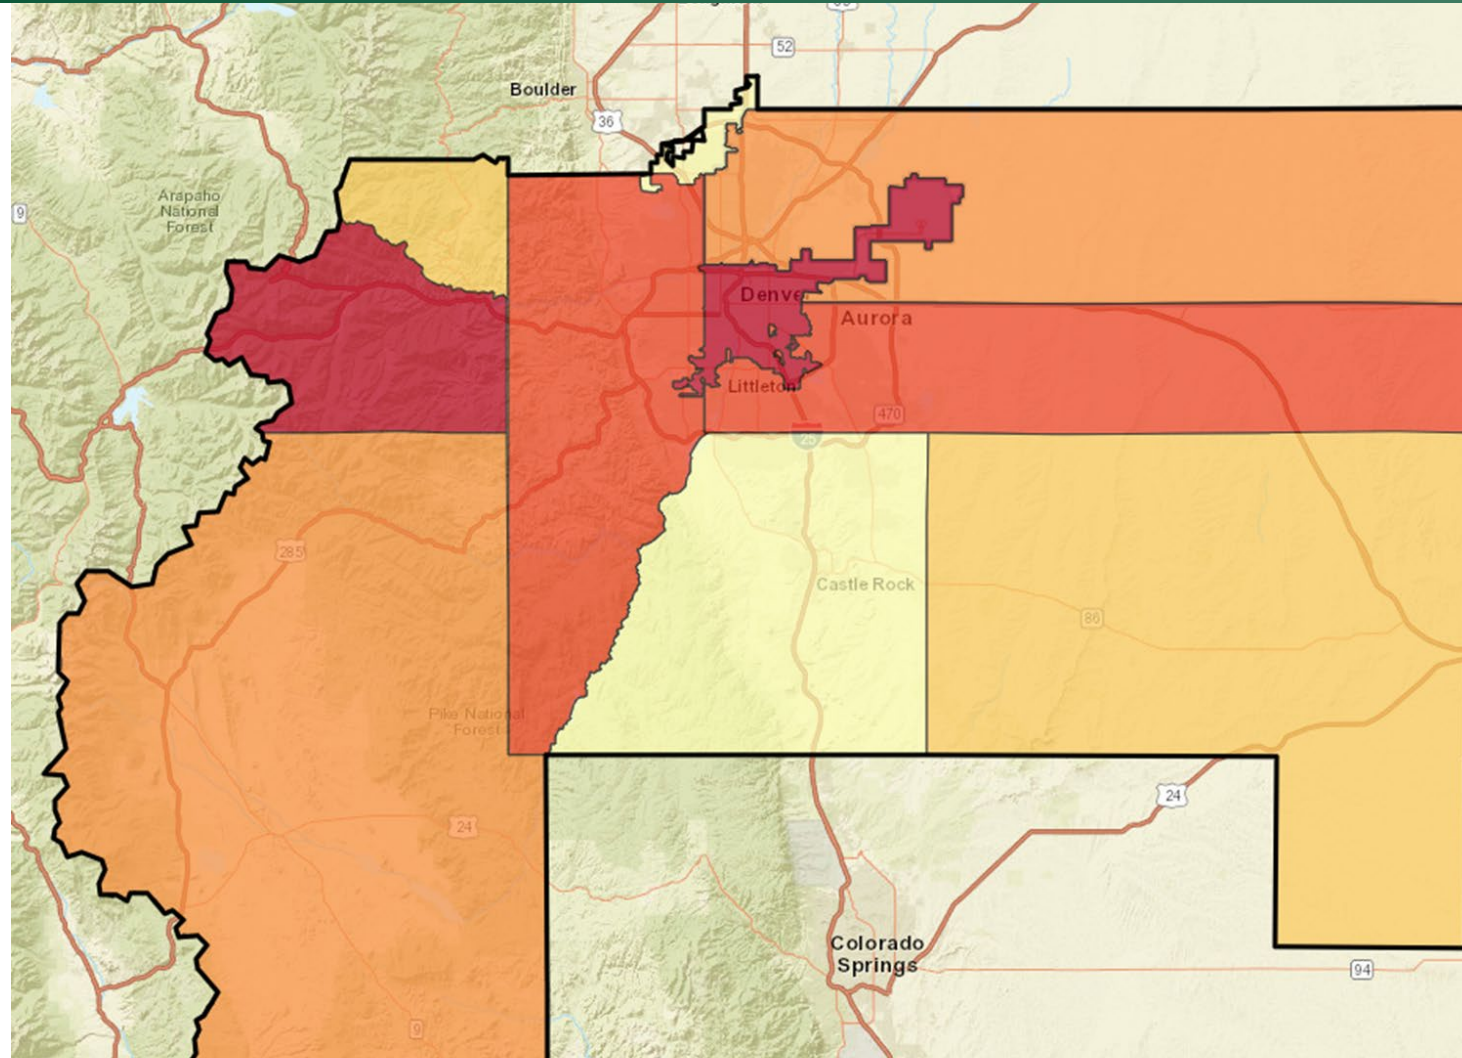 52
Boulder
36
Arapaho
National
Forest
9
Denve
Aurora
Littleton
470
25
285
Castle Rock
86
Pike National
Forest
24
24
Colorado
Springs
94
9